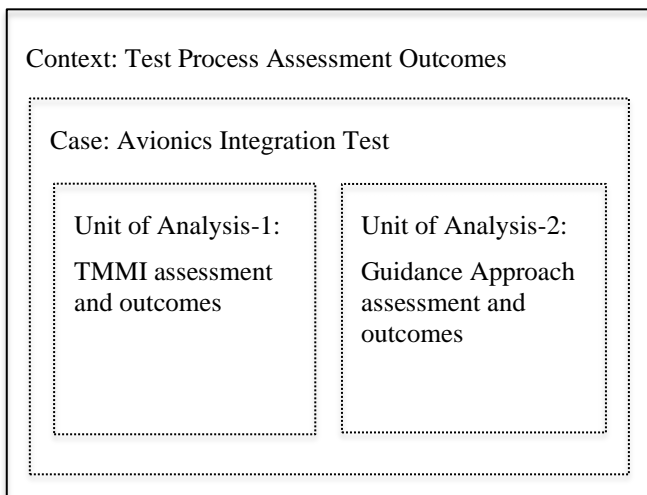 Context: Test Process Assessment Outcomes
Case: Avionics Integration Test
Unit of Analysis-1:
TMMI assessment
and outcomes
Unit of Analysis-2:
Guidance Approach
assessment and
outcomes